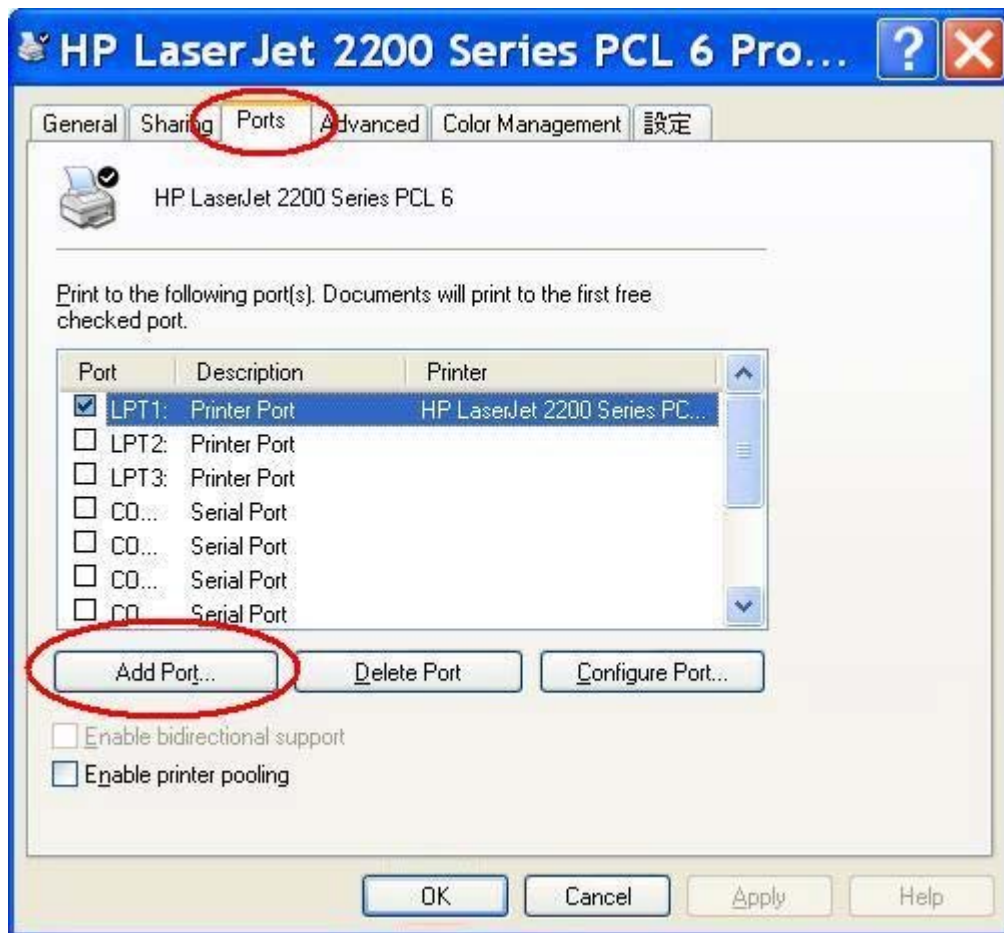 HP LaserJet 2200 Series PCL 6 Pro...
General Sharing Ports Advanced Color Management 設定
HP LaserJet 2200 Series PCL 6
Print to the following port(s). Documents will print to the first free
checked port.
Port Description Printer
LPT1: Printer Port HP LaserJet 2200 Series PC...
LPT2: Printer Port
LPT3: Printer Port
CO... Serial Port
CO... Serial Port
CO... Serial Port
CO... Serial Port
Add Port... Delete Port Configure Port...
Enable bidirectional support
Enable printer pooling
OK Cancel Apply Help